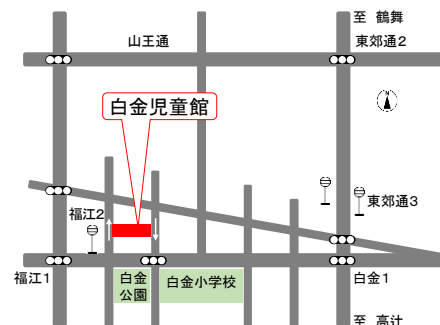 至 鶴舞
山王通
東郊通2
白金児童館
東郊通3
福江2
福江1
白金
公園
白金小学校
白金1
至 高辻